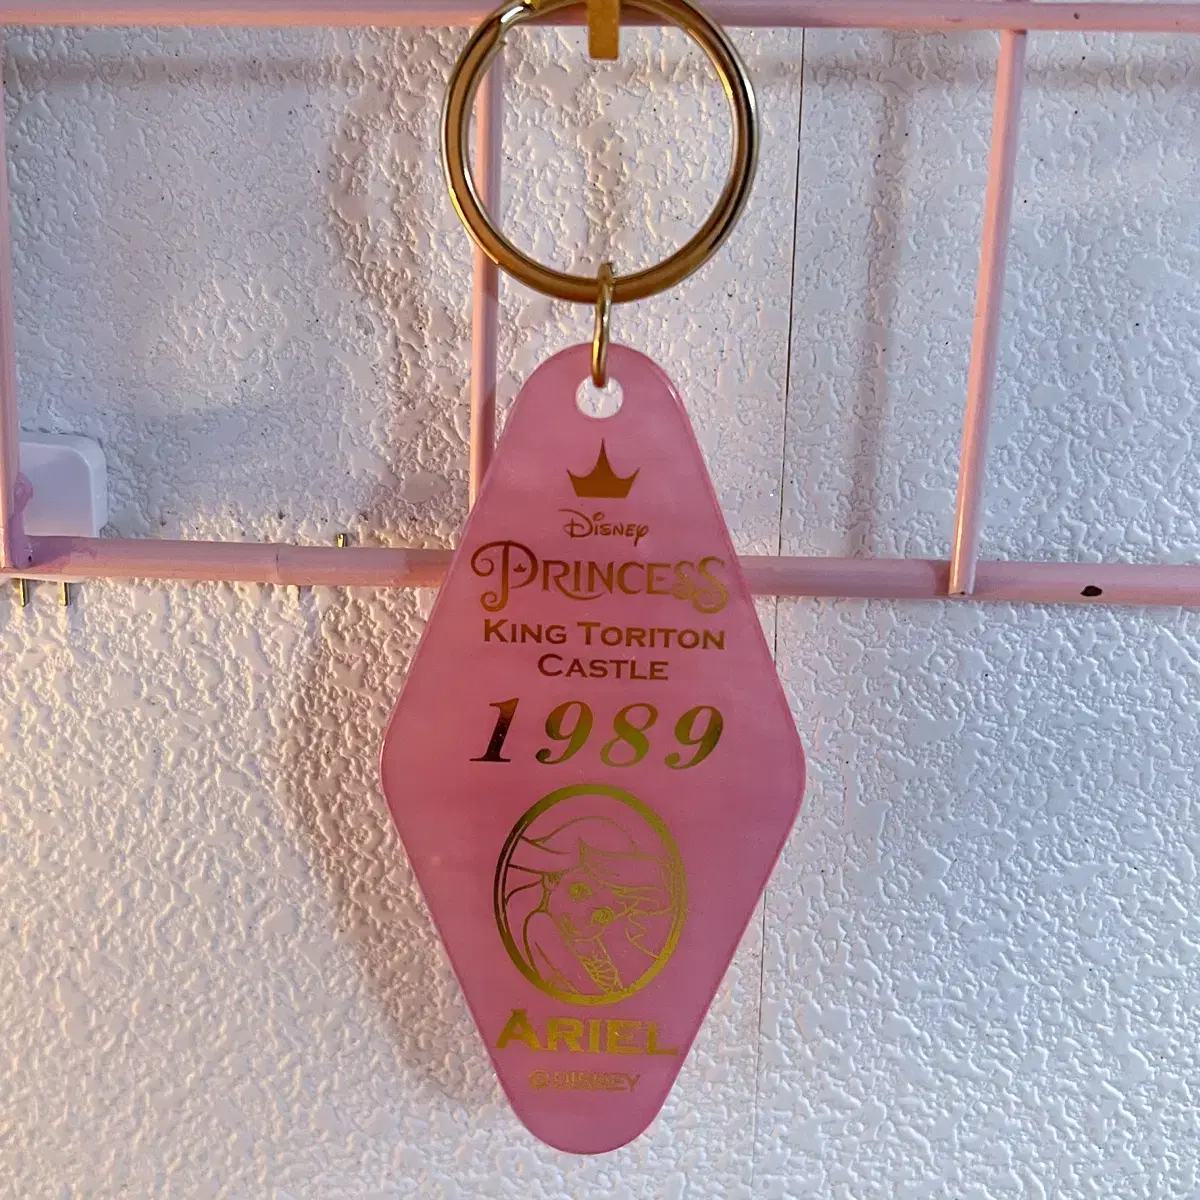 Disney
PRINCESS
KING TORITON
CASTLE
1989
ARIEL
© DISNEY